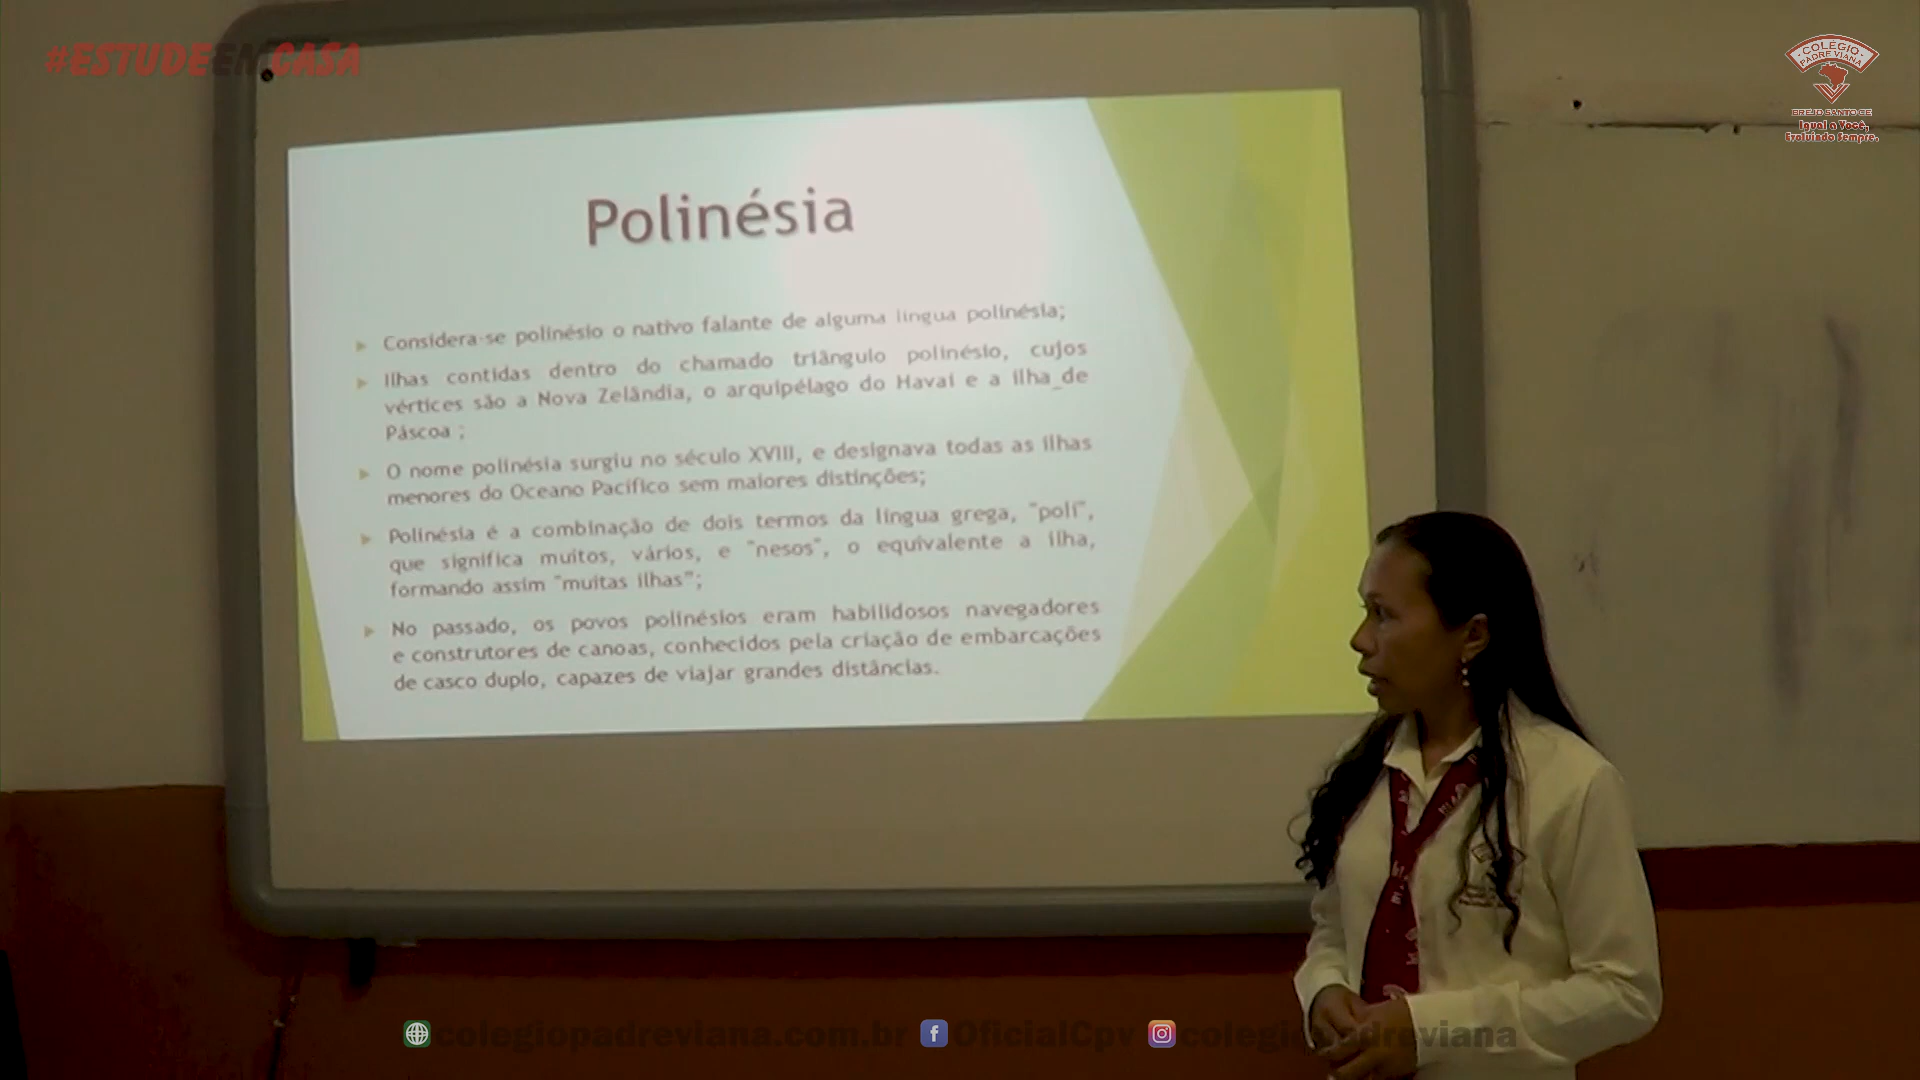 #ESTUDEEMCASA
COLÉGIO
PADRE VIANA
BREJO SANTO-CE
Igual a Você,
Evoluindo Sempre.
Polinésia
Considera-se polinésio o nativo falante de alguma língua polinésia;
Ilhas contidas dentro do chamado triângulo polinésio, cujos
vértices são a Nova Zelândia, o arquipélago do Havaí e a ilha_de
Páscoa ;
O nome polinésia surgiu no século XVIII, e designava todas as ilhas
menores do Oceano Pacífico sem maiores distinções;
Polinésia é a combinação de dois termos da língua grega, "poli",
que significa muitos, vários, e "nesos", o equivalente a ilha,
formando assim "muitas ilhas";
No passado, os povos polinésios eram habilidosos navegadores
e construtores de canoas, conhecidos pela criação de embarcações
de casco duplo, capazes de viajar grandes distâncias.
colegiopadreviana.com.br OficialCpv colegiopadreviana